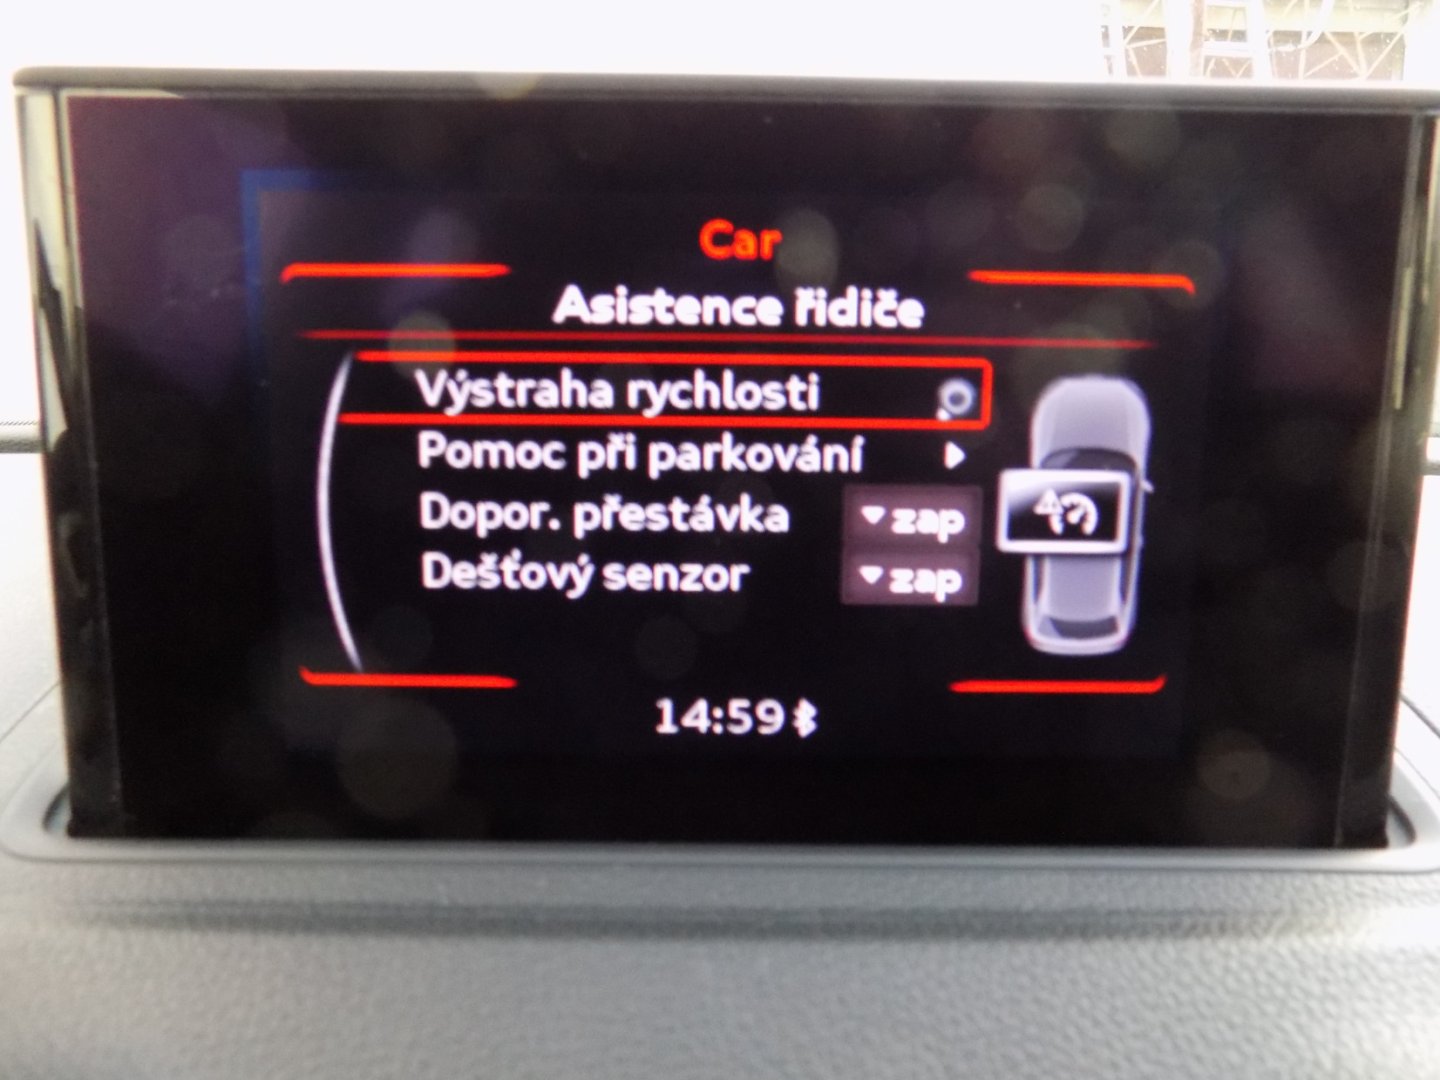 Car
Asistence řidiče
Výstraha rychlosti
Pomoc při parkování
Dopor. přestávka zap
Dešťový senzor zap
14:59